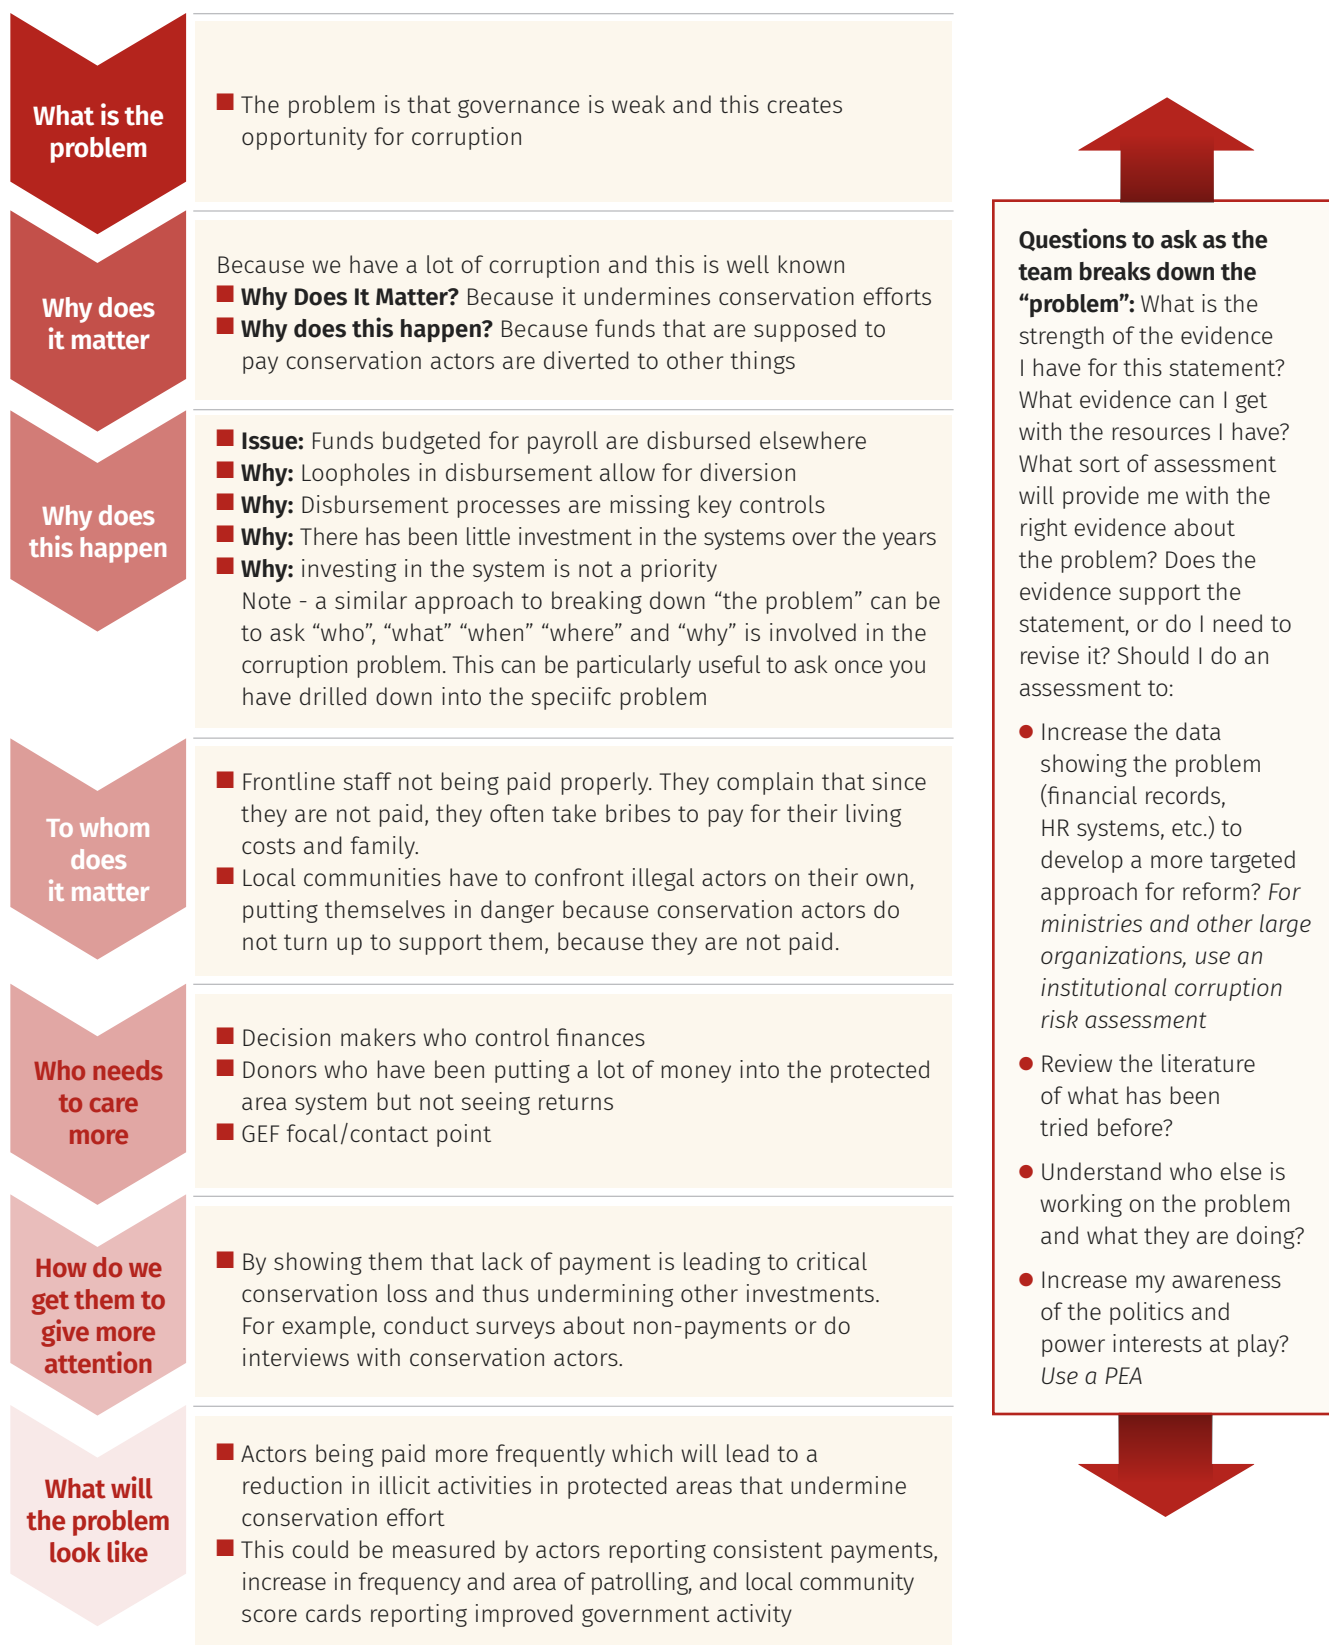 What is the
problem
■ The problem is that governance is weak and this creates
opportunity for corruption
Why does
it matter
Because we have a lot of corruption and this is well known
■ Why Does It Matter? Because it undermines conservation efforts
■ Why does this happen? Because funds that are supposed to
pay conservation actors are diverted to other things
Why does
this happen
■ Issue: Funds budgeted for payroll are disbursed elsewhere
■ Why: Loopholes in disbursement allow for diversion
■ Why: Disbursement processes are missing key controls
■ Why: There has been little investment in the systems over the years
■ Why: investing in the system is not a priority
Note - a similar approach to breaking down “the problem” can be
to ask “who”, “what” “when” “where” and “why” is involved in the
corruption problem. This can be particularly useful to ask once you
have drilled down into the speciifc problem
To whom
does
it matter
■ Frontline staff not being paid properly. They complain that since
they are not paid, they often take bribes to pay for their living
costs and family.
■ Local communities have to confront illegal actors on their own,
putting themselves in danger because conservation actors do
not turn up to support them, because they are not paid.
Who needs
to care
more
■ Decision makers who control finances
■ Donors who have been putting a lot of money into the protected
area system but not seeing returns
■ GEF focal/contact point
How do we
get them to
give more
attention
■ By showing them that lack of payment is leading to critical
conservation loss and thus undermining other investments.
For example, conduct surveys about non-payments or do
interviews with conservation actors.
What will
the problem
look like
■ Actors being paid more frequently which will lead to a
reduction in illicit activities in protected areas that undermine
conservation effort
■ This could be measured by actors reporting consistent payments,
increase in frequency and area of patrolling, and local community
score cards reporting improved government activity
Questions to ask as the
team breaks down the
“problem”: What is the
strength of the evidence
I have for this statement?
What evidence can I get
with the resources I have?
What sort of assessment
will provide me with the
right evidence about
the problem? Does the
evidence support the
statement, or do I need to
revise it? Should I do an
assessment to:
● Increase the data
showing the problem
(financial records,
HR systems, etc.) to
develop a more targeted
approach for reform? For
ministries and other large
organizations, use an
institutional corruption
risk assessment
● Review the literature
of what has been
tried before?
● Understand who else is
working on the problem
and what they are doing?
● Increase my awareness
of the politics and
power interests at play?
Use a PEA